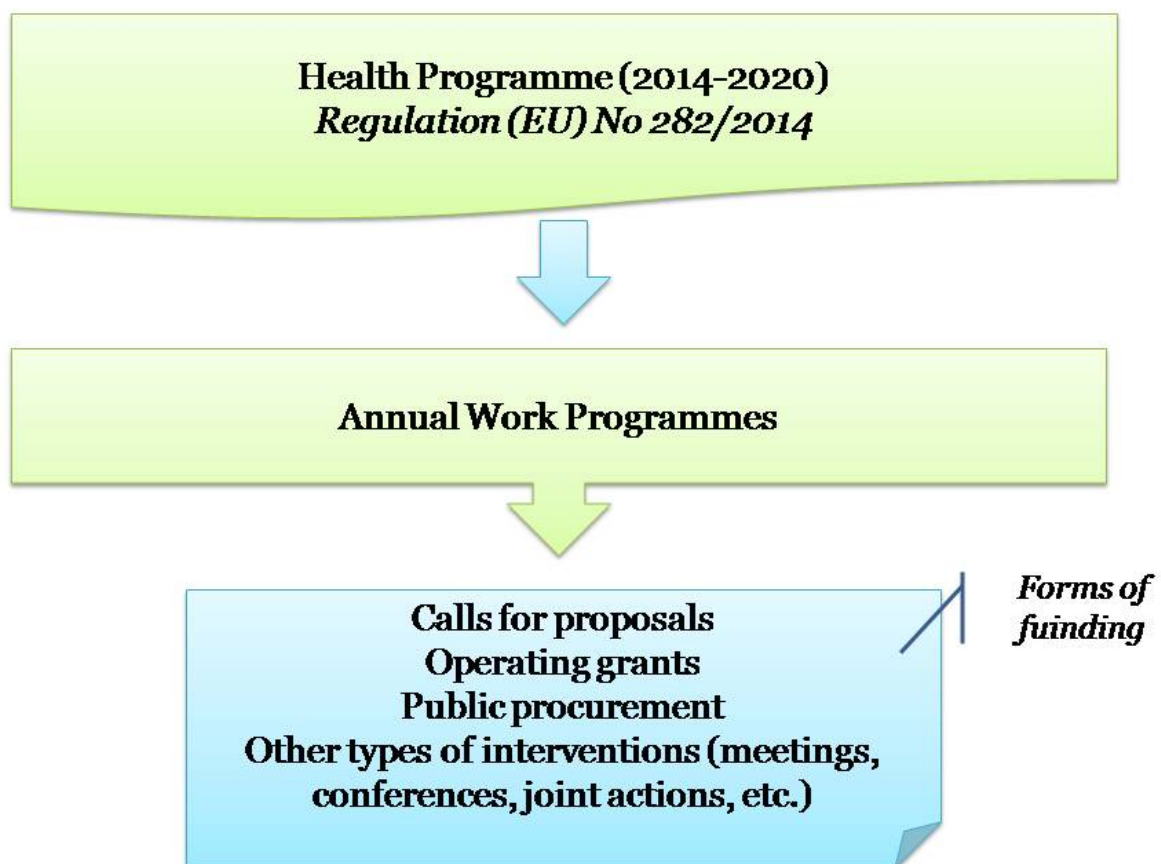 Health Programme (2014-2020)
Regulation (EU) No 282/2014
Annual Work Programmes
Calls for proposals
Operating grants
Public procurement
Other types of interventions (meetings,
conferences, joint actions, etc.)
Forms of
fuinding